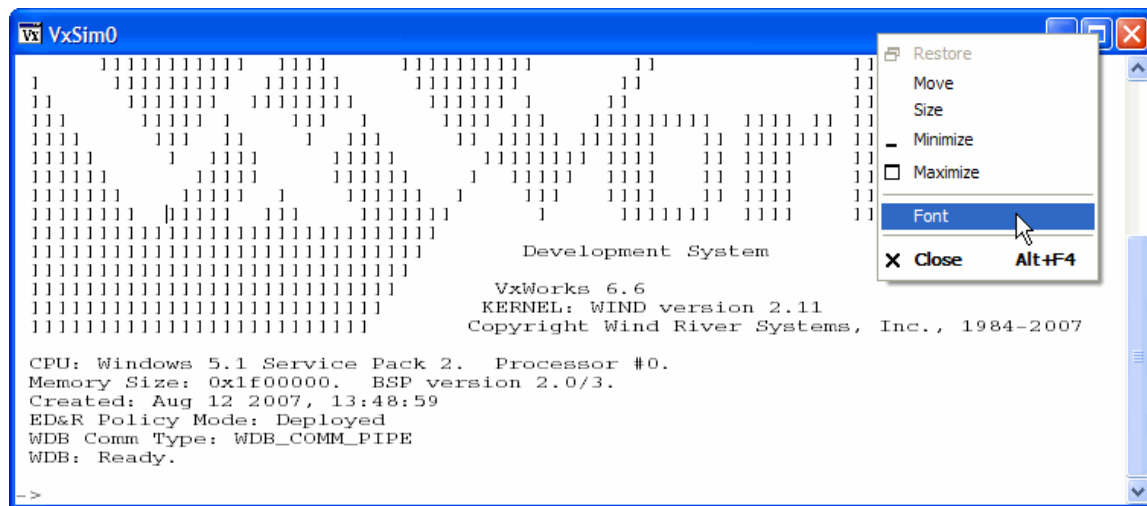 VxSim0
Restore
Move
Size
Minimize
Maximize
Font
Close Alt+F4
Development System
VxWorks 6.6
KERNEL: WIND version 2.11
Copyright Wind River Systems, Inc., 1984-2007
CPU: Windows 5.1 Service Pack 2. Processor #0.
Memory Size: 0x1f00000. BSP version 2.0/3.
Created: Aug 12 2007, 13:48:59
ED&R Policy Mode: Deployed
WDB Comm Type: WDB_COMM_PIPE
WDB: Ready.
->